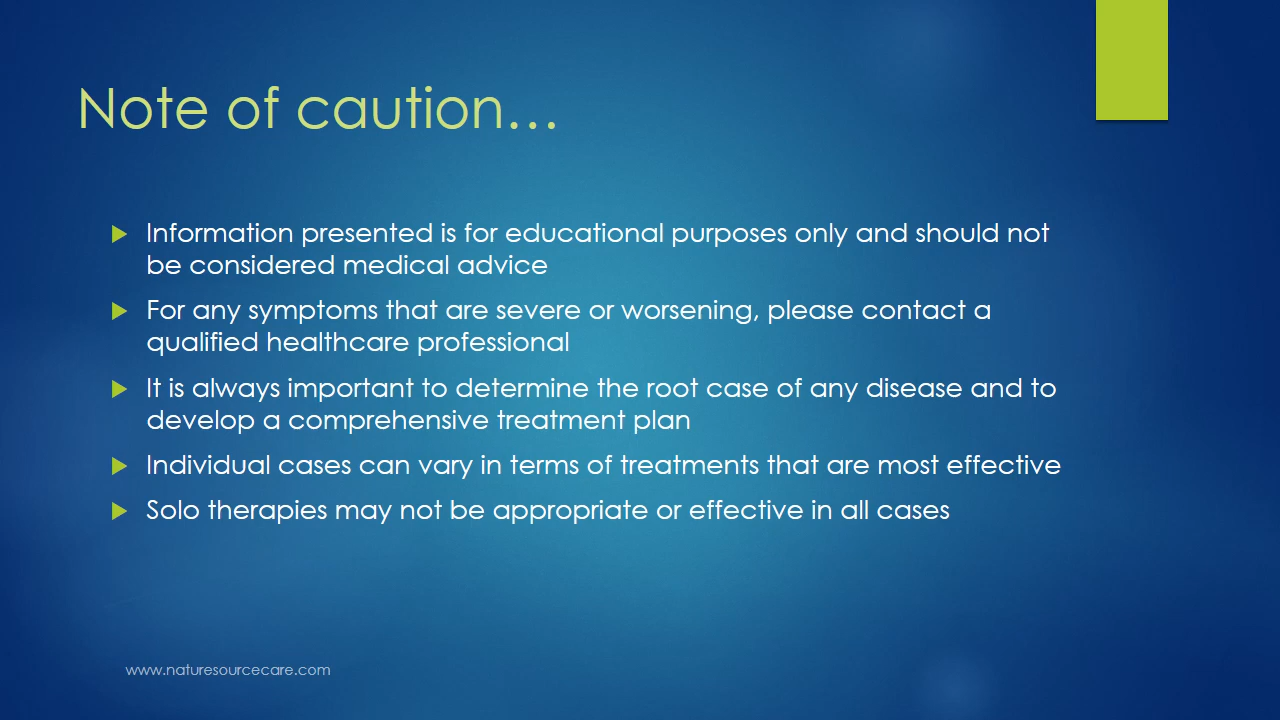 Note of caution...
Information presented is for educational purposes only and should not
be considered medical advice
For any symptoms that are severe or worsening, please contact a
qualified healthcare professional
It is always important to determine the root case of any disease and to
develop a comprehensive treatment plan
Individual cases can vary in terms of treatments that are most effective
Solo therapies may not be appropriate or effective in all cases
www.naturesourcecare.com